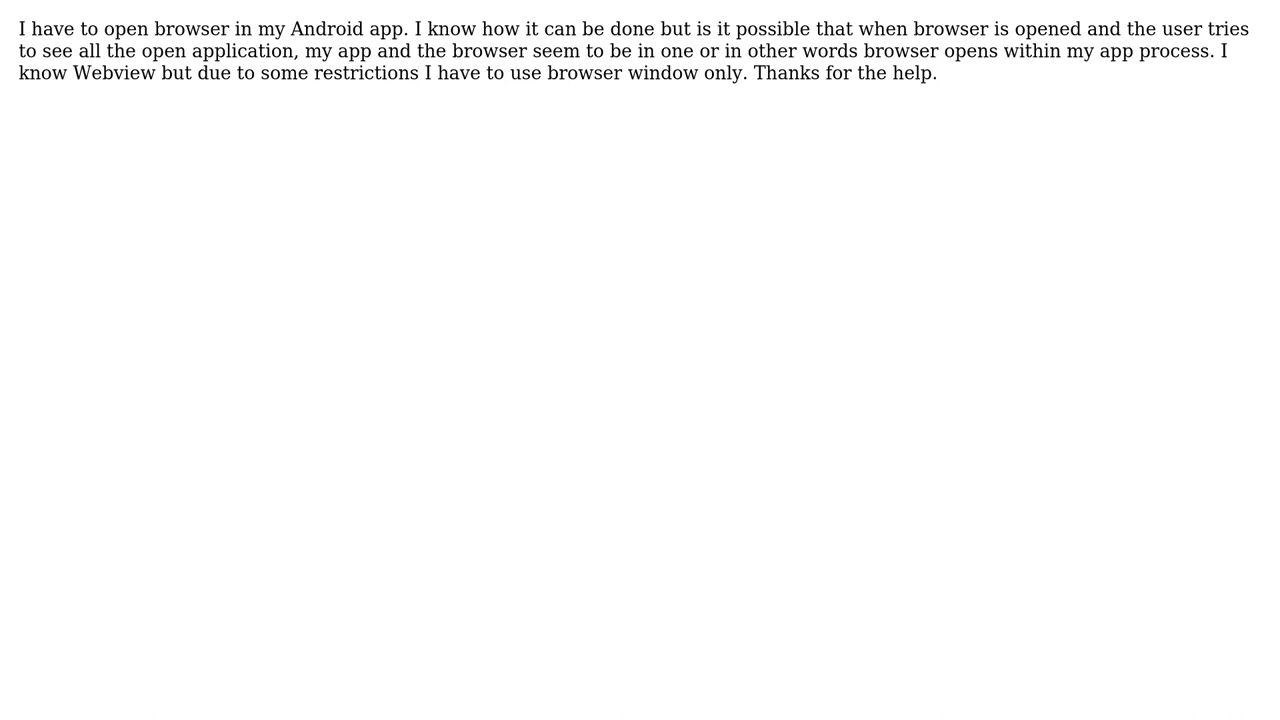 I have to open browser in my Android app. I know how it can be done but is it possible that when browser is opened and the user tries
to see all the open application, my app and the browser seem to be in one or in other words browser opens within my app process. I
know Webview but due to some restrictions I have to use browser window only. Thanks for the help.